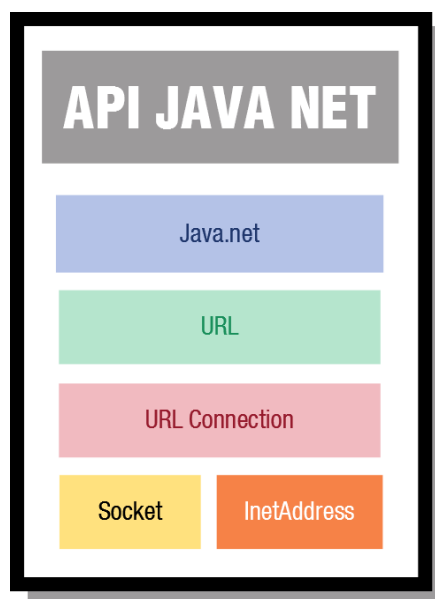 API JAVA NET
Java.net
URL
URL Connection
Socket
InetAddress